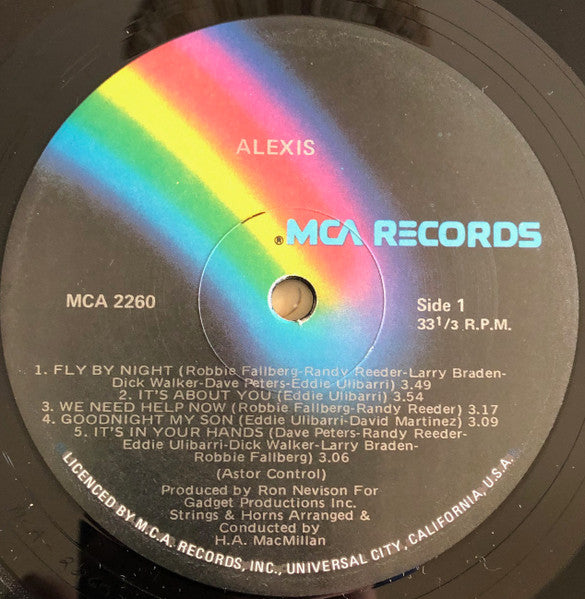 ALEXIS
®MCA RECORDS
MCA 2260
Side 1
33 1/3 R.P.M.
1. FLY BY NIGHT (Robbie Fallberg-Randy Reeder-Larry Braden-
Dick Walker-Dave Peters-Eddie Ulibarri) 3.49
2. IT'S ABOUT YOU (Eddie Ulibarri) 3.54
3. WE NEED HELP NOW (Robbie Fallberg-Randy Reeder) 3.17
4. GOODNIGHT MY SON (Eddie Ulibarri-David Martinez) 3.09
5. IT'S IN YOUR HANDS (Dave Peters-Randy Reeder-
Eddie Ulibarri-Dick Walker-Larry Braden-
Robbie Fallberg) 3.06
(Astor Control)
Produced by Ron Nevison For
Gadget Productions Inc.
Strings & Horns Arranged &
Conducted by
H.A. MacMillan
LICENCED BY M.C.A. RECORDS, INC., UNIVERSAL CITY, CALIFORNIA, U.S.A.